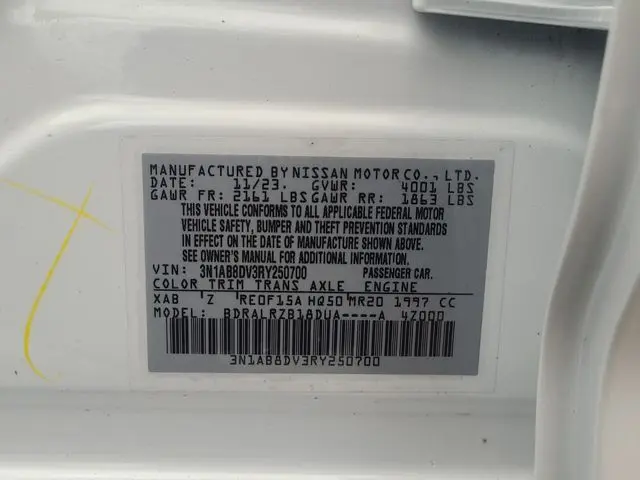 MANUFACTURED BY NISSAN MOTOR CO., LTD.
DATE: 11/23. GVWR: 4001 LBS
GAWR FR: 2161 LBS GAWR RR: 1863 LBS
THIS VEHICLE CONFORMS TO ALL APPLICABLE FEDERAL MOTOR
VEHICLE SAFETY, BUMPER AND THEFT PREVENTION STANDARDS
IN EFFECT ON THE DATE OF MANUFACTURE SHOWN ABOVE.
SEE OWNER'S MANUAL FOR ADDITIONAL INFORMATION.
VIN: 3N1AB8DV3RY250700 PASSENGER CAR.
COLOR TRIM TRANS AXLE ENGINE
XAB Z RE0F15A HQ50 MR20 1997 CC
MODEL: BDRALRZB18DUA----A 4Z000
3N1AB8DV3RY250700